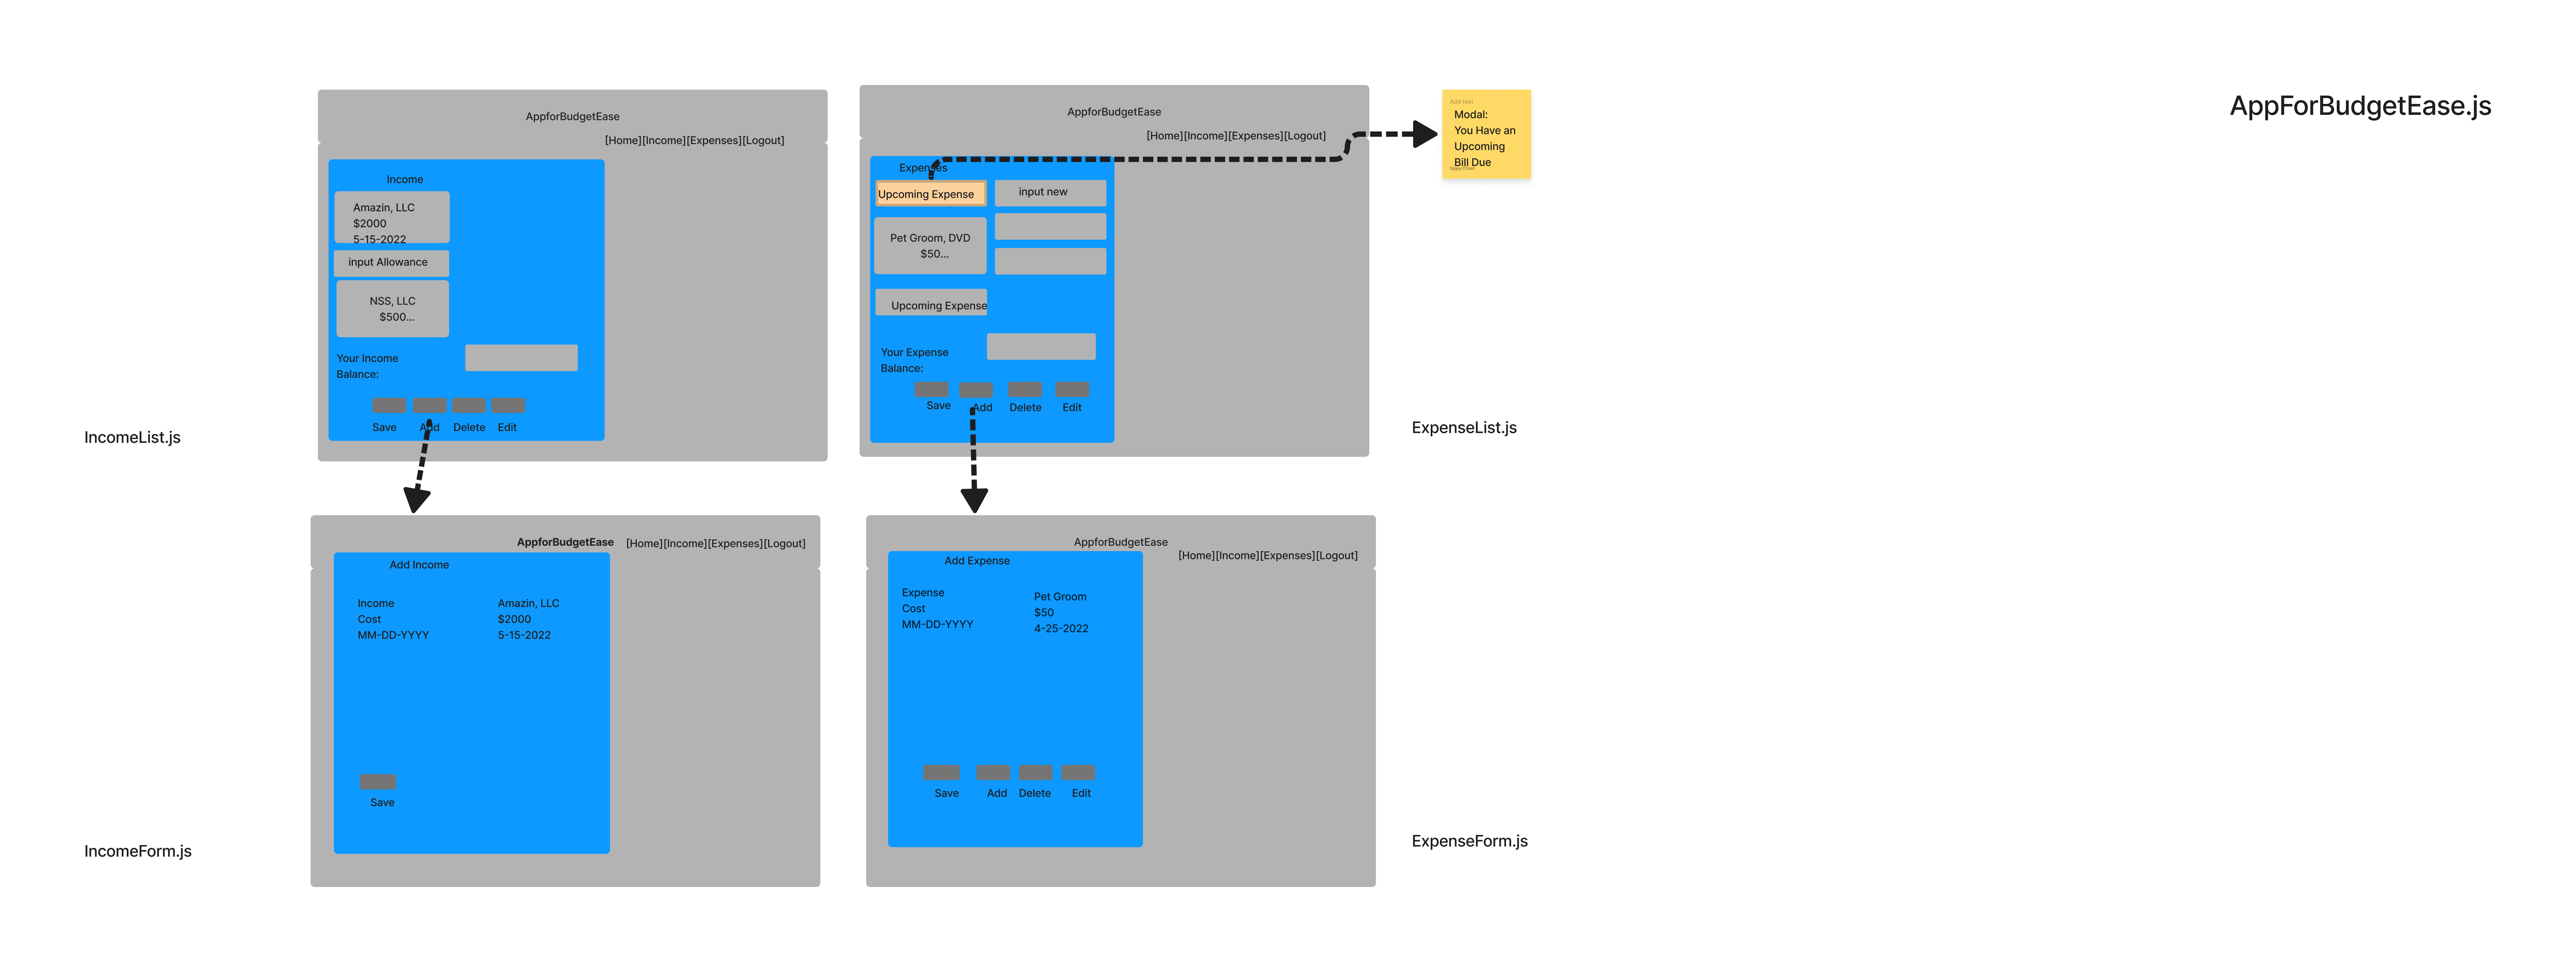 AppForBudgetEase.js
AppforBudgetEase
[Home][Income][Expenses][Logout]
Income
Amazin, LLC
$2000
5-15-2022
input Allowance
NSS, LLC
$500...
Your Income
Balance:
Save Add Delete Edit
IncomeList.js
AppforBudgetEase
[Home][Income][Expenses][Logout]
Expenses
Upcoming Expense
input new
Pet Groom, DVD
$50...
Upcoming Expense
Your Expense
Balance:
Save Add Delete Edit
ExpenseList.js
Add text
Modal:
You Have an
Upcoming
Bill Due
AppforBudgetEase
[Home][Income][Expenses][Logout]
Add Income
Income Amazin, LLC
Cost $2000
MM-DD-YYYY 5-15-2022
Save
IncomeForm.js
AppforBudgetEase
[Home][Income][Expenses][Logout]
Add Expense
Expense Pet Groom
Cost $50
MM-DD-YYYY 4-25-2022
Save Add Delete Edit
ExpenseForm.js